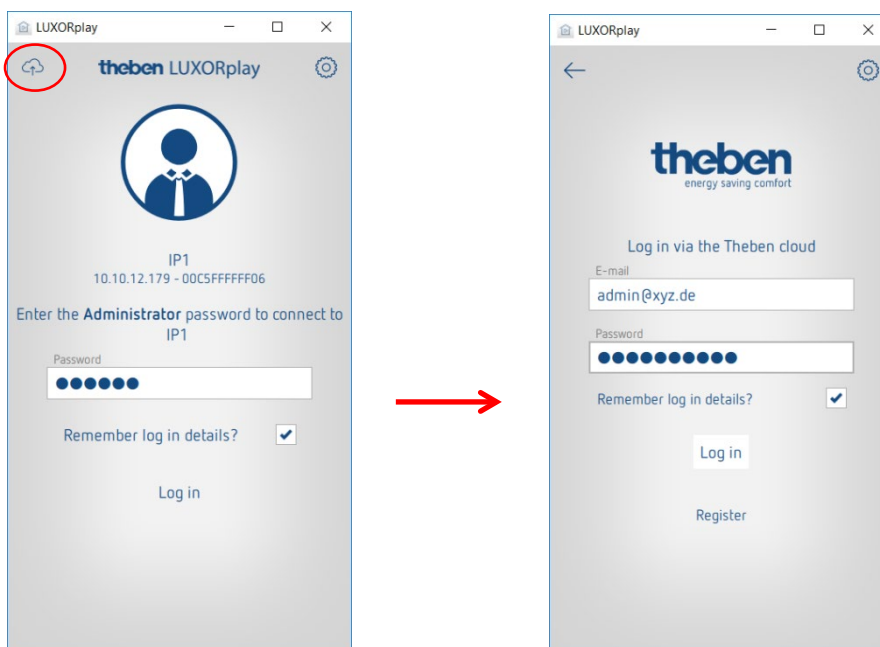 LUXORplay
theben LUXORplay
IP1
10.10.12.179 - 00C5FFFFFF06
Enter the Administrator password to connect to
IP1
Password
Remember log in details?
Log in
LUXORplay
theben
energy saving comfort
Log in via the Theben cloud
E-mail
admin@xyz.de
Password
Remember log in details?
Log in
Register